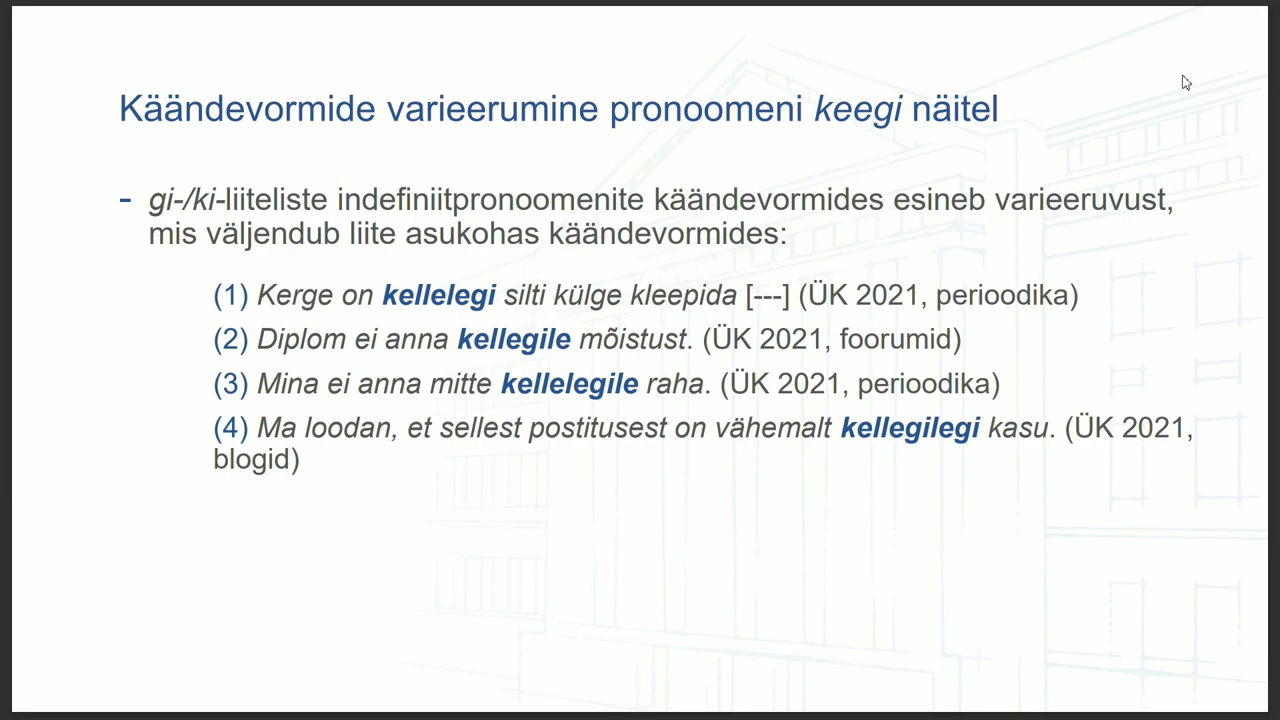 Käändevormide varieerumine pronoomeni keegi näitel
- gi-/ki-liiteliste indefiniitpronoomenite käändevormides esineb varieeruvust,
mis väljendub liite asukohas käändevormides:
(1) Kerge on kellelegi silti külge kleepida [---] (ÜK 2021, perioodika)
(2) Diplom ei anna kellegile mõistust. (ÜK 2021, foorumid)
(3) Mina ei anna mitte kellelegile raha. (ÜK 2021, perioodika)
(4) Ma loodan, et sellest postitusest on vähemalt kellegilegi kasu. (ÜK 2021,
blogid)